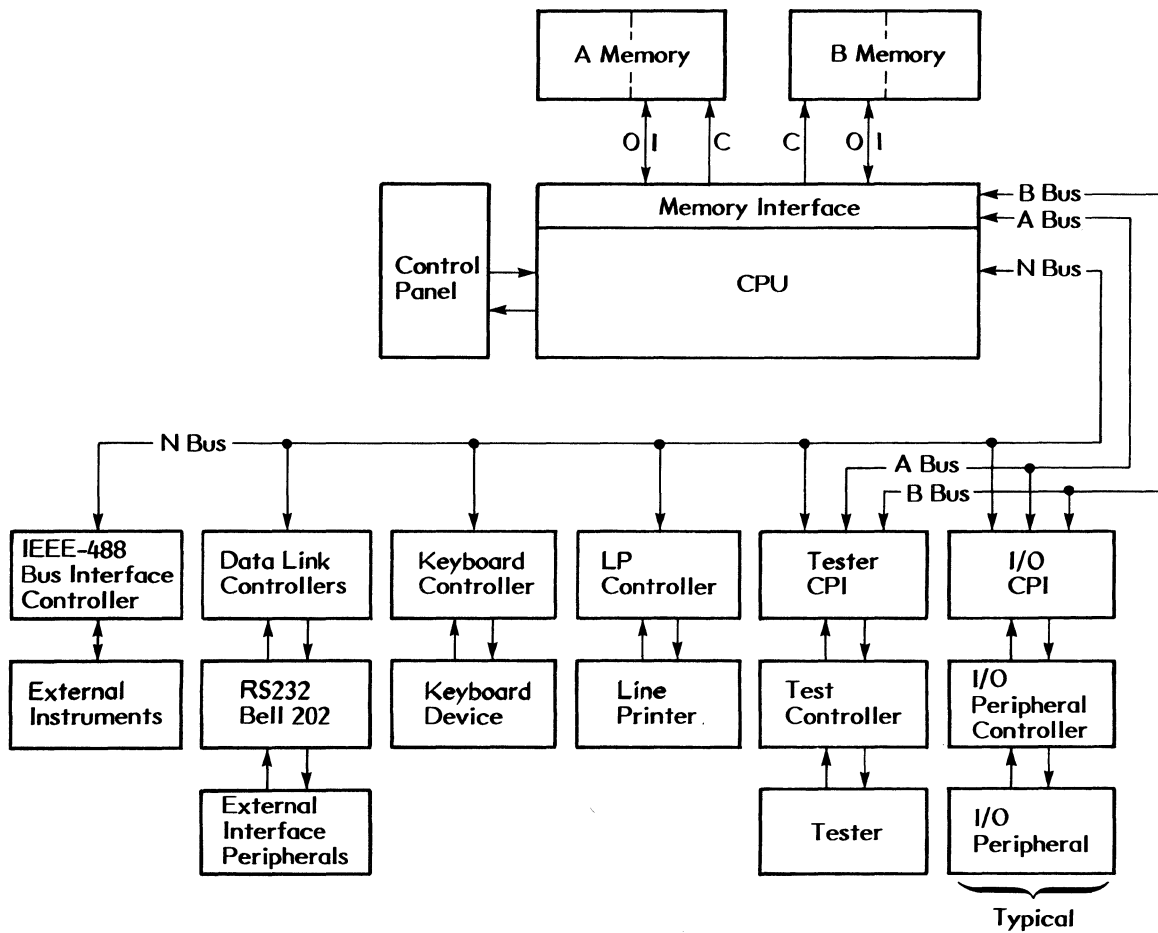 A Memory
B Memory
O I
C
C
O I
B Bus
A Bus
Memory Interface
N Bus
Control
Panel
CPU
N Bus
A Bus
B Bus
IEEE-488
Bus Interface
Controller
Data Link
Controllers
Keyboard
Controller
LP
Controller
Tester
CPI
I/O
CPI
External
Instruments
RS232
Bell 202
Keyboard
Device
Line
Printer
Test
Controller
I/O
Peripheral
Controller
External
Interface
Peripherals
Tester
I/O
Peripheral
Typical